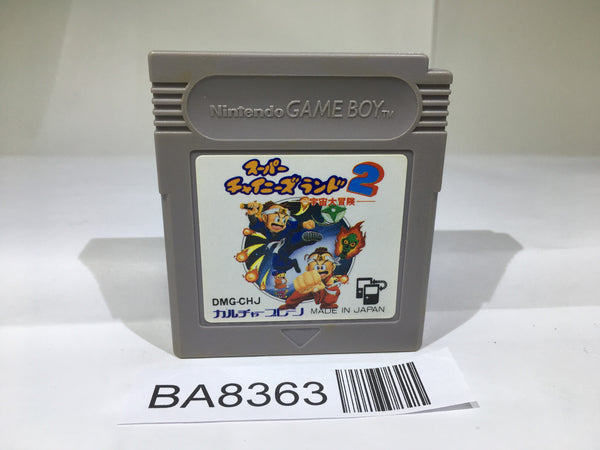 Nintendo GAME BOY TM
スーパー
チャイニーズランド2
宇宙大冒険
DMG-CHJ
カルチャーブレーン MADE IN JAPAN
BA8363